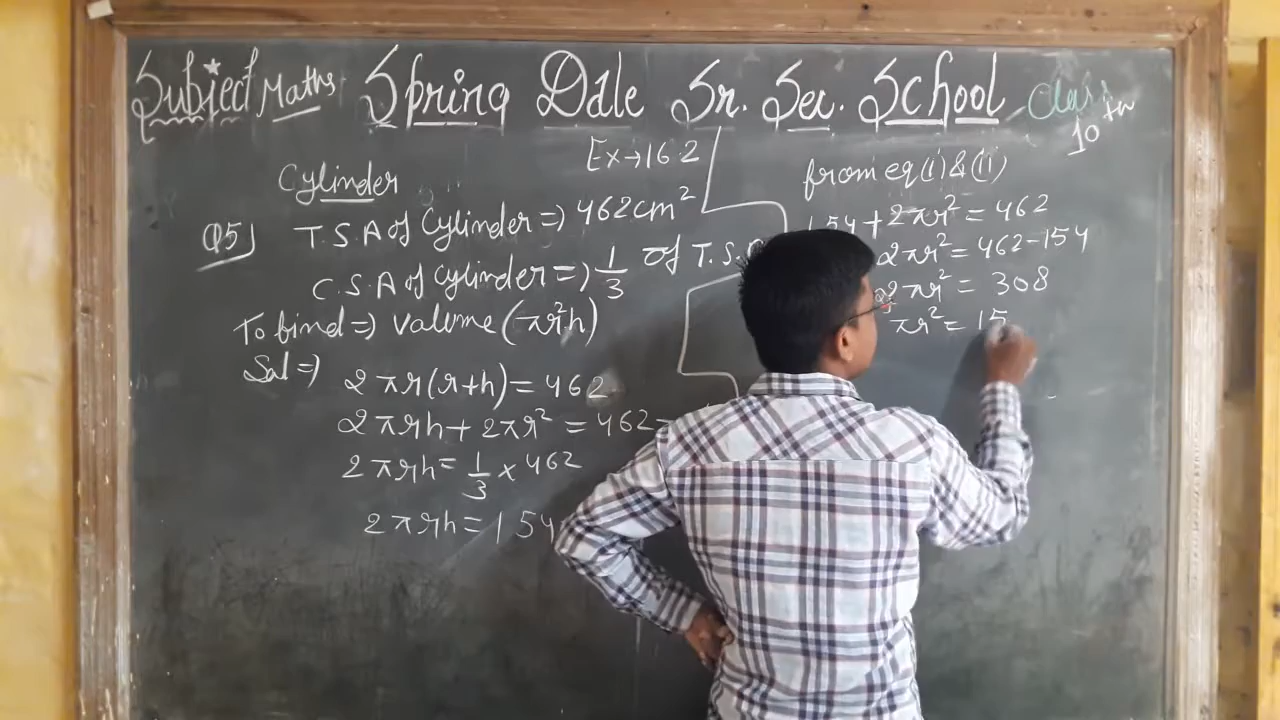 Subject Maths Spring Dale Sr. Sec. School Class 10th
Ex→16.2
Cylinder
Q5) T.S.A of Cylinder => 462cm²
C.S.A of Cylinder => 1/3 of T.S.
To find => Volume (πr²h)
Sol =>
2πr(r+h) = 462
2πrh + 2πr² = 462
2πrh = 1/3 × 462
2πrh = 154
from eq (i) & (ii)
154 + 2πr² = 462
2πr² = 462-154
2πr² = 308
πr² = 15